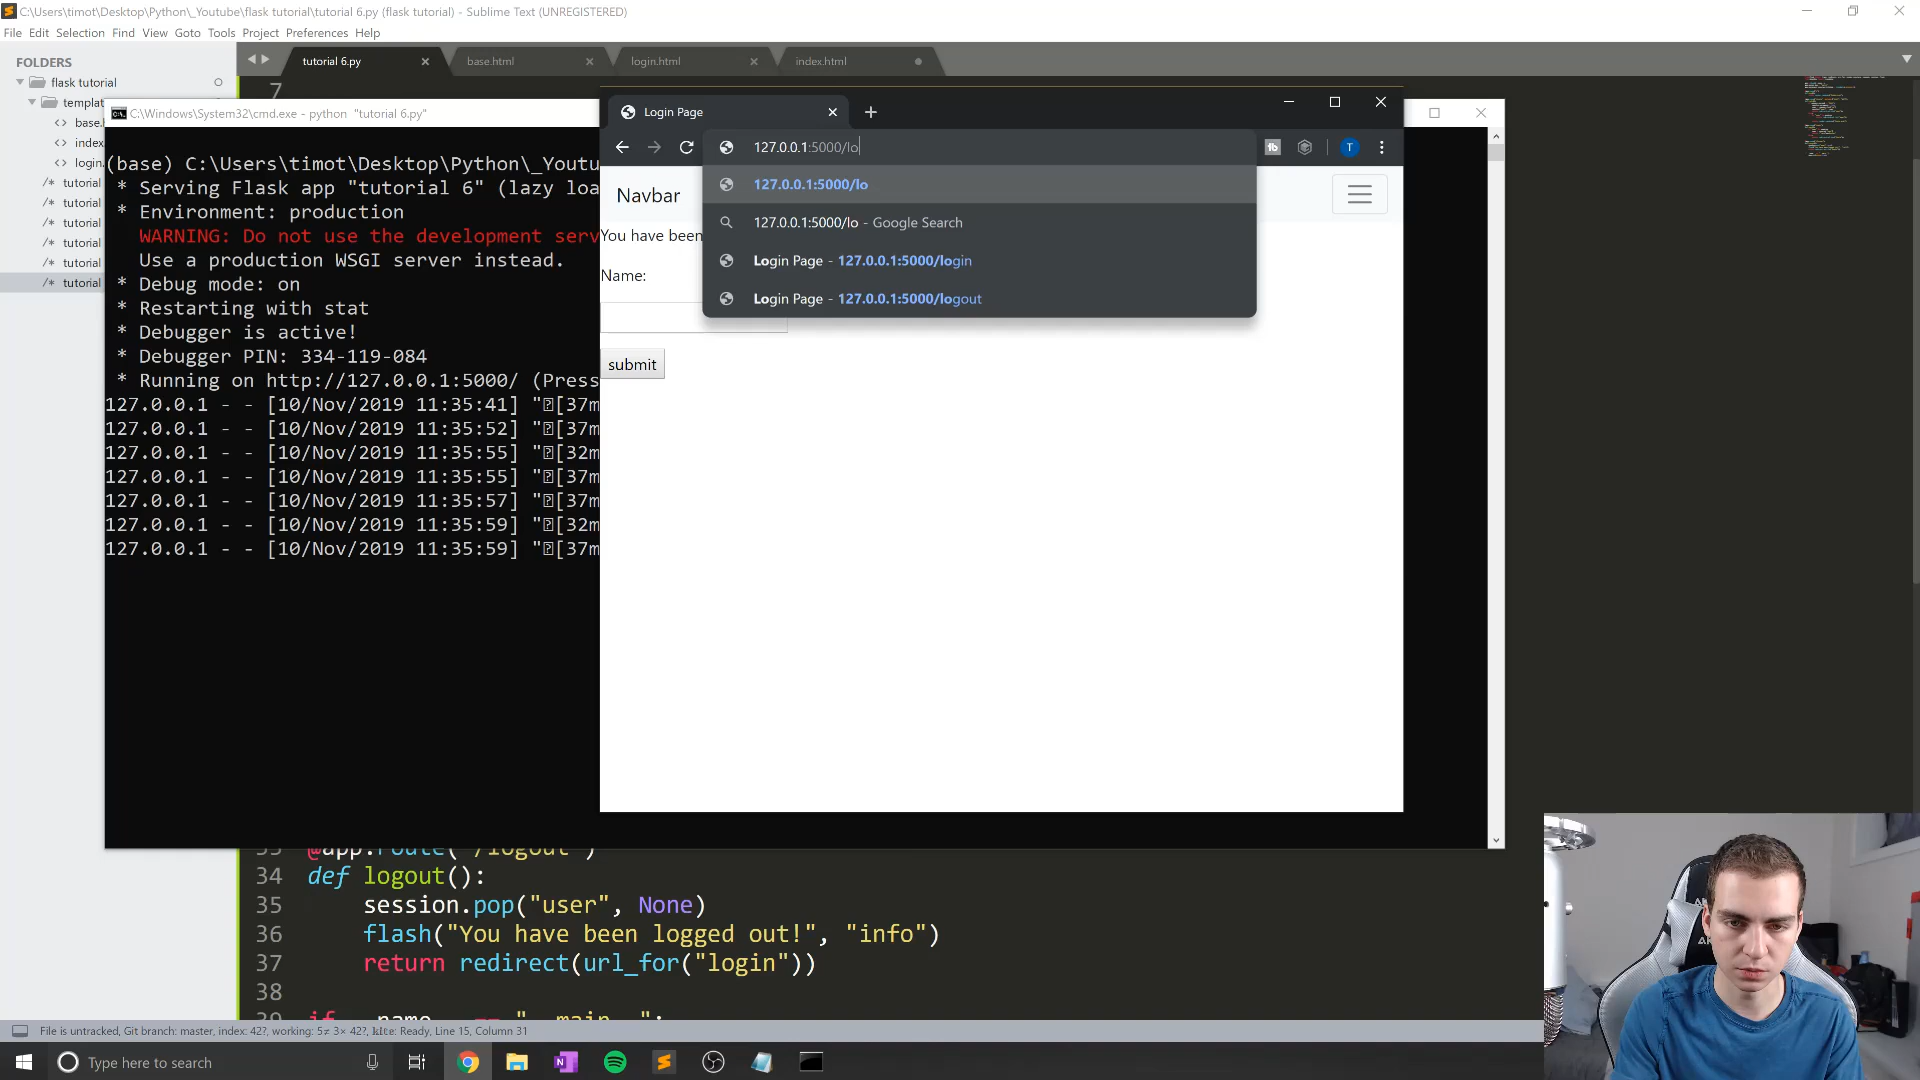 C:\Users\timot\Desktop\Python\_Youtube\flask tutorial\tutorial 6.py (flask tutorial) - Sublime Text (UNREGISTERED)
File Edit Selection Find View Goto Tools Project Preferences Help
FOLDERS
flask tutorial
templat
base.h
index.
login.
/* tutorial
/* tutorial
/* tutorial
/* tutorial
/* tutorial
/* tutorial
tutorial 6.py
base.html
login.html
index.html
7
C:\Windows\System32\cmd.exe - python "tutorial 6.py"
(base) C:\Users\timot\Desktop\Python\_Youtu
* Serving Flask app "tutorial 6" (lazy loa
* Environment: production
WARNING: Do not use the development serv
Use a production WSGI server instead.
* Debug mode: on
* Restarting with stat
* Debugger is active!
* Debugger PIN: 334-119-084
* Running on http://127.0.0.1:5000/ (Press
127.0.0.1 - - [10/Nov/2019 11:35:41] "[37m
127.0.0.1 - - [10/Nov/2019 11:35:52] "[37m
127.0.0.1 - - [10/Nov/2019 11:35:55] "[32m
127.0.0.1 - - [10/Nov/2019 11:35:55] "[37m
127.0.0.1 - - [10/Nov/2019 11:35:57] "[37m
127.0.0.1 - - [10/Nov/2019 11:35:59] "[32m
127.0.0.1 - - [10/Nov/2019 11:35:59] "[37m
Login Page
127.0.0.1:5000/lo
T
127.0.0.1:5000/lo
127.0.0.1:5000/lo - Google Search
Login Page - 127.0.0.1:5000/login
Login Page - 127.0.0.1:5000/logout
Navbar
You have been
Name:
submit
33 @app.route("/logout")
34 def logout():
35 session.pop("user", None)
36 flash("You have been logged out!", "info")
37 return redirect(url_for("login"))
38
39 if __name__ == "__main__":
File is untracked, Git branch: master, index: 42?, working: 5≠ 3× 42?, kite: Ready, Line 15, Column 31
Type here to search